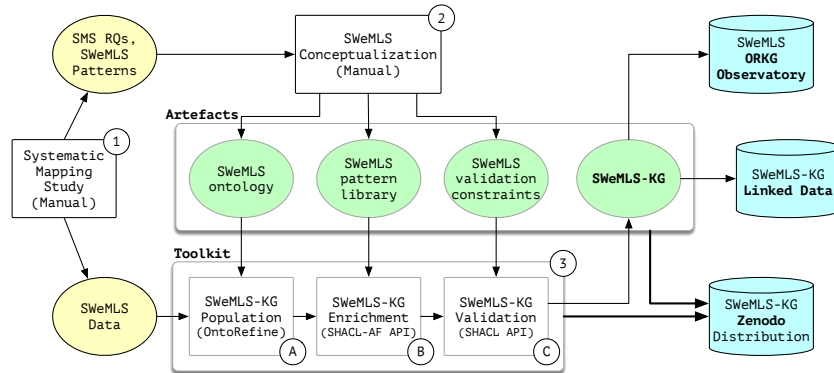 SMS RQs,
SWeMLS
Patterns
2
SWeMLS
Conceptualization
(Manual)
SWeMLS
ORKG
Observatory
Artefacts
1
Systematic
Mapping
Study
(Manual)
SWeMLS
ontology
SWeMLS
pattern
library
SWeMLS
validation
constraints
SWeMLS-KG
SWeMLS-KG
Linked Data
Toolkit
3
SWeMLS
Data
SWeMLS-KG
Population
(OntoRefine)
A
SWeMLS-KG
Enrichment
(SHACL-AF API)
B
SWeMLS-KG
Validation
(SHACL API)
C
SWeMLS-KG
Zenodo
Distribution